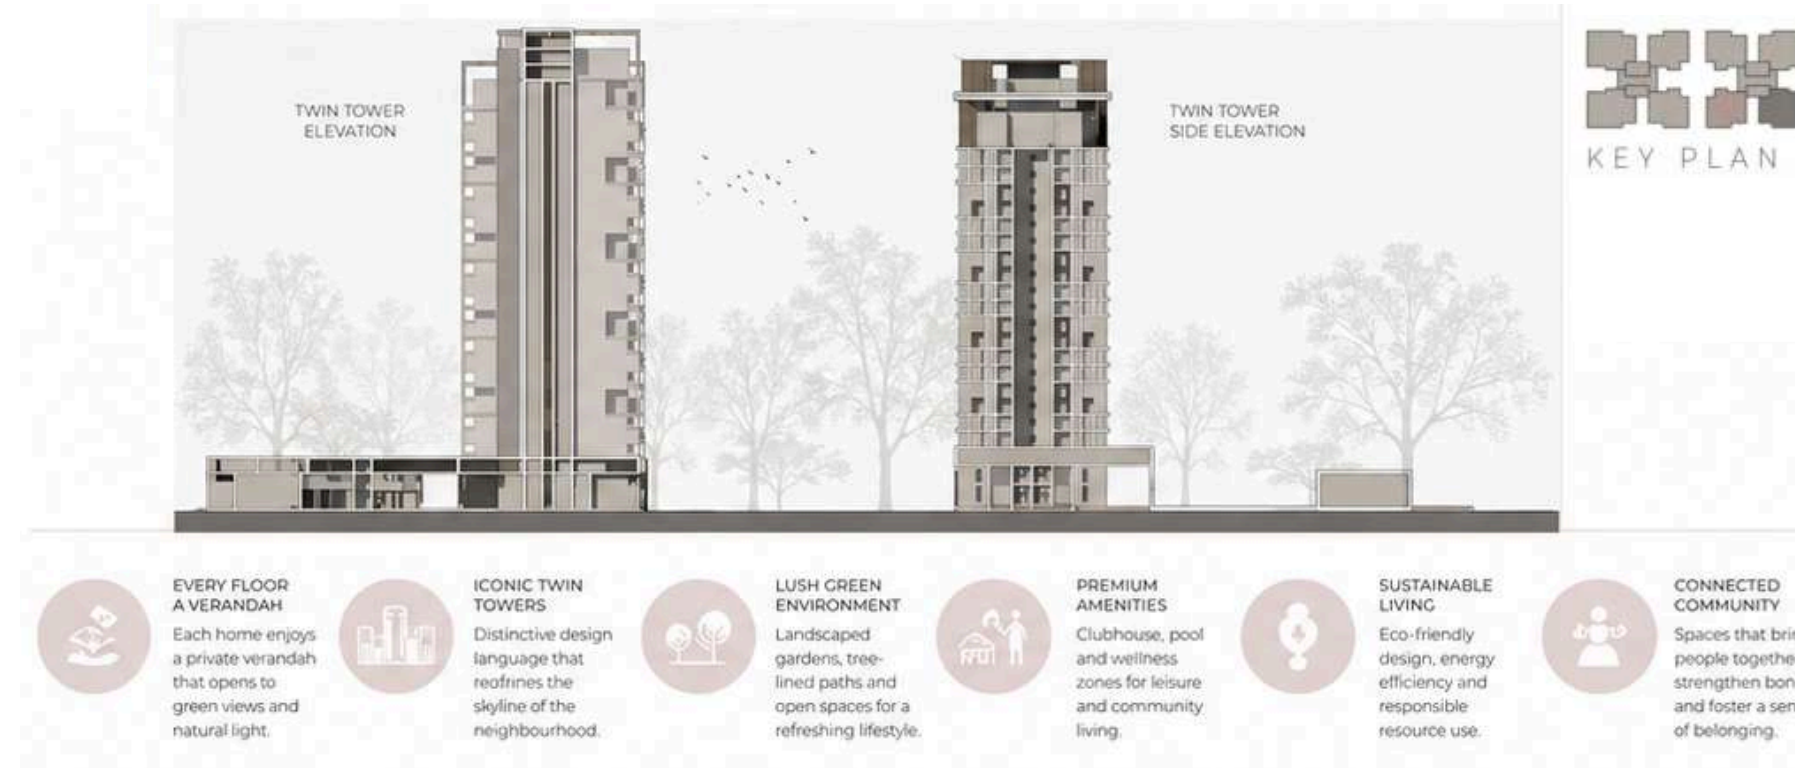 TWIN TOWER
ELEVATION
TWIN TOWER
SIDE ELEVATION
KEY PLAN
EVERY FLOOR
A VERANDAH
Each home enjoys
a private verandah
that opens to
green views and
natural light.
ICONIC TWIN
TOWERS
Distinctive design
language that
reofrines the
skyline of the
neighbourhood.
LUSH GREEN
ENVIRONMENT
Landscaped
gardens, tree-
lined paths and
open spaces for a
refreshing lifestyle.
PREMIUM
AMENITIES
Clubhouse, pool
and wellness
zones for leisure
and community
living.
SUSTAINABLE
LIVING
Eco-friendly
design, energy
efficiency and
responsible
resource use.
CONNECTED
COMMUNITY
Spaces that brin
people togethe
strengthen bon
and foster a sen
of belonging.